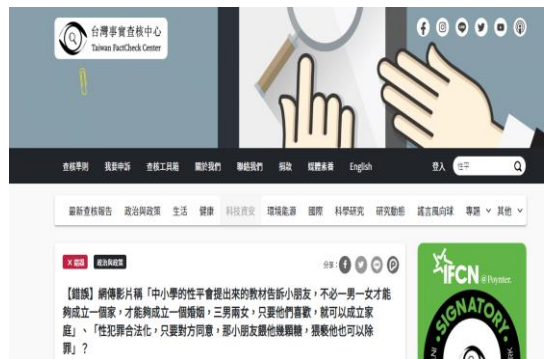 台灣事實查核中心
Taiwan FactCheck Center
查核準則 我要申訴 查核工具箱 關於我們 聯絡我們 捐款 媒體素養 English 登入 性平
最新查核報告 政治與政策 生活 健康 科技資安 環境能源 國際 科學研究 研究動態 謠言風向球 專題 其他
× 錯誤 政治與政策 分享：
【錯誤】網傳影片稱「中小學的性平會提出來的教材告訴小朋友，不必一男一女才能
夠成立一個家，才能夠成立一個婚姻，三男兩女，只要他們喜歡，就可以成立家
庭」、「性犯罪合法化，只要對方同意，那小朋友餵他幾顆糖，猥褻他也可以除
罪」？
IFCN @Poynter.
SIGNATORY